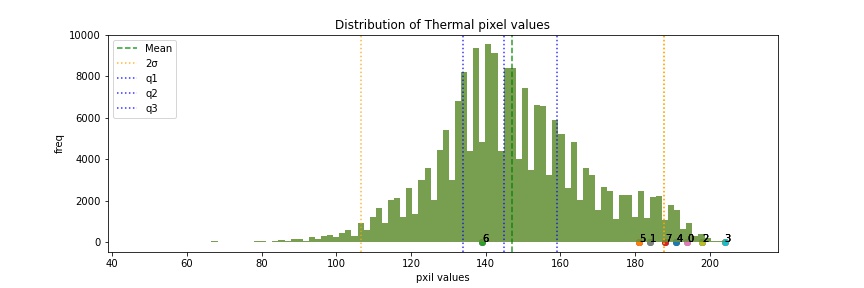 Distribution of Thermal pixel values
10000
8000
6000
4000
2000
0
freq
Mean
2σ
q1
q2
q3
6
5 1 7 4 0 2 3
40 60 80 100 120 140 160 180 200
pxil values